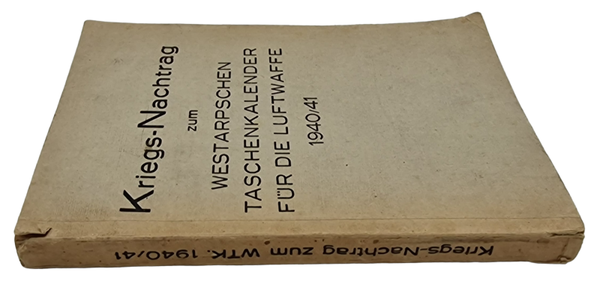 Kriegs-Nachtrag
zum
WESTARPSCHEN
TASCHENKALENDER
FÜR DIE LUFTWAFFE
1940/41
Kriegs-Nachtrag zum WTK. 1940/41